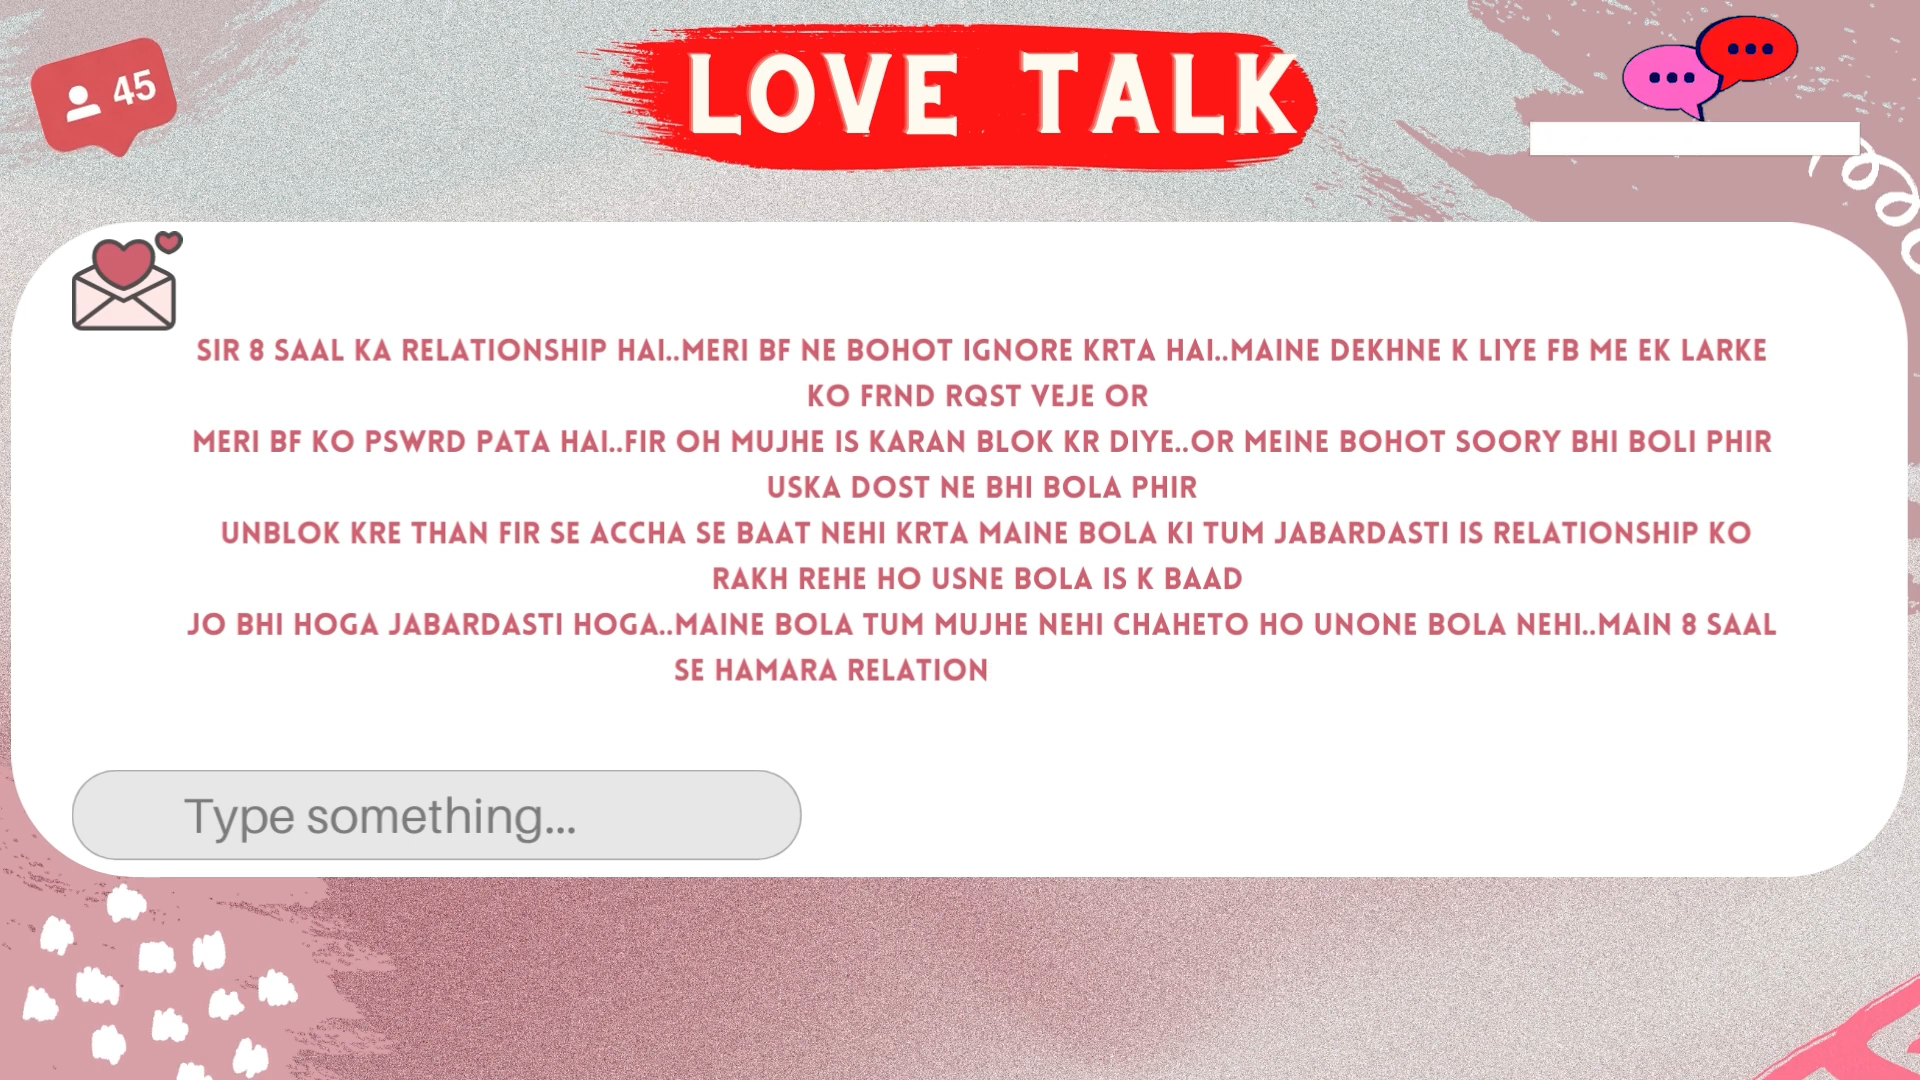 45
LOVE TALK
SIR 8 SAAL KA RELATIONSHIP HAI..MERI BF NE BOHOT IGNORE KRTA HAI..MAINE DEKHNE K LIYE FB ME EK LARKE
KO FRND RQST VEJE OR
MERI BF KO PSWRD PATA HAI..FIR OH MUJHE IS KARAN BLOK KR DIYE..OR MEINE BOHOT SOORY BHI BOLI PHIR
USKA DOST NE BHI BOLA PHIR
UNBLOK KRE THAN FIR SE ACCHA SE BAAT NEHI KRTA MAINE BOLA KI TUM JABARDASTI IS RELATIONSHIP KO
RAKH REHE HO USNE BOLA IS K BAAD
JO BHI HOGA JABARDASTI HOGA..MAINE BOLA TUM MUJHE NEHI CHAHETO HO UNONE BOLA NEHI..MAIN 8 SAAL
SE HAMARA RELATION
Type something...